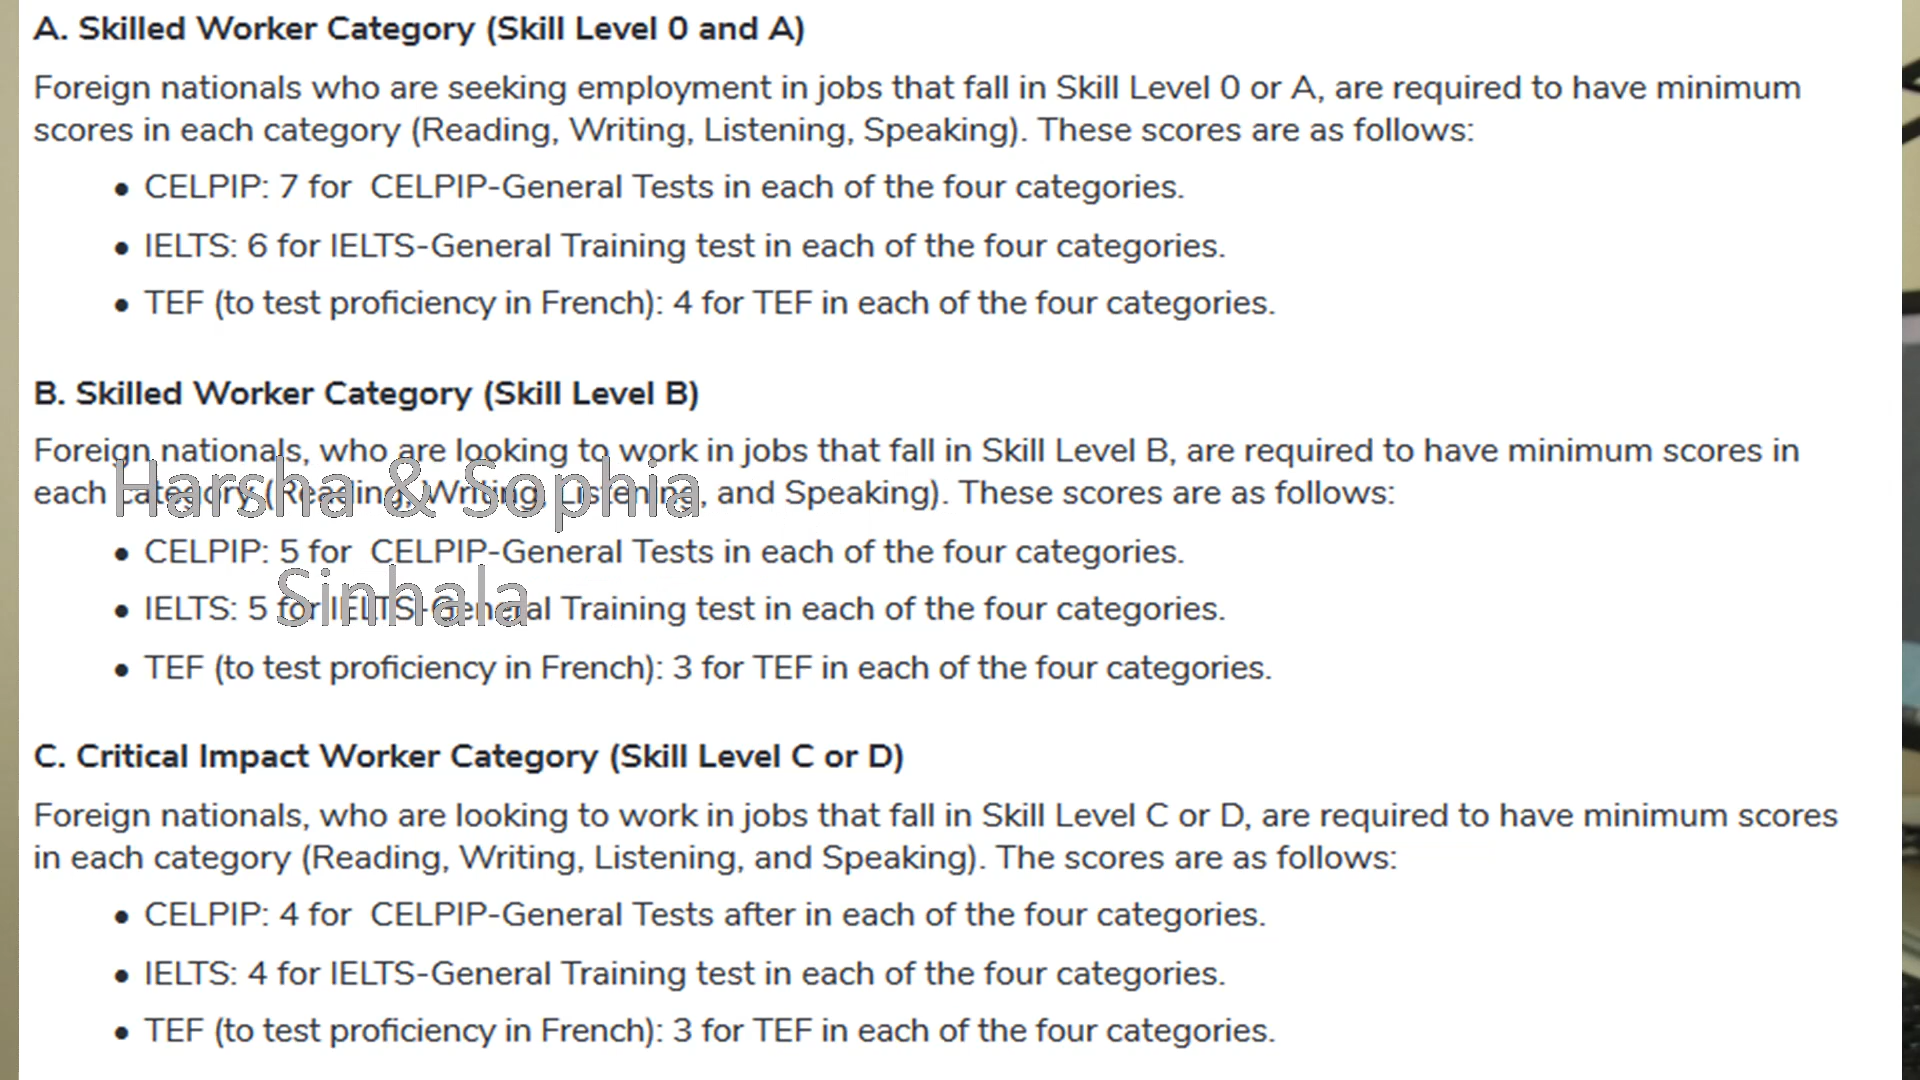 A. Skilled Worker Category (Skill Level 0 and A)
Foreign nationals who are seeking employment in jobs that fall in Skill Level 0 or A, are required to have minimum
scores in each category (Reading, Writing, Listening, Speaking). These scores are as follows:
• CELPIP: 7 for  CELPIP-General Tests in each of the four categories.
• IELTS: 6 for IELTS-General Training test in each of the four categories.
• TEF (to test proficiency in French): 4 for TEF in each of the four categories.
B. Skilled Worker Category (Skill Level B)
Foreign nationals, who are looking to work in jobs that fall in Skill Level B, are required to have minimum scores in
each category (Reading, Writing, Listening, and Speaking). These scores are as follows:
Harsha & Sophia
• CELPIP: 5 for  CELPIP-General Tests in each of the four categories.
• IELTS: 5 for IELTS-General Training test in each of the four categories.
Sinhala
• TEF (to test proficiency in French): 3 for TEF in each of the four categories.
C. Critical Impact Worker Category (Skill Level C or D)
Foreign nationals, who are looking to work in jobs that fall in Skill Level C or D, are required to have minimum scores
in each category (Reading, Writing, Listening, and Speaking). The scores are as follows:
• CELPIP: 4 for  CELPIP-General Tests after in each of the four categories.
• IELTS: 4 for IELTS-General Training test in each of the four categories.
• TEF (to test proficiency in French): 3 for TEF in each of the four categories.